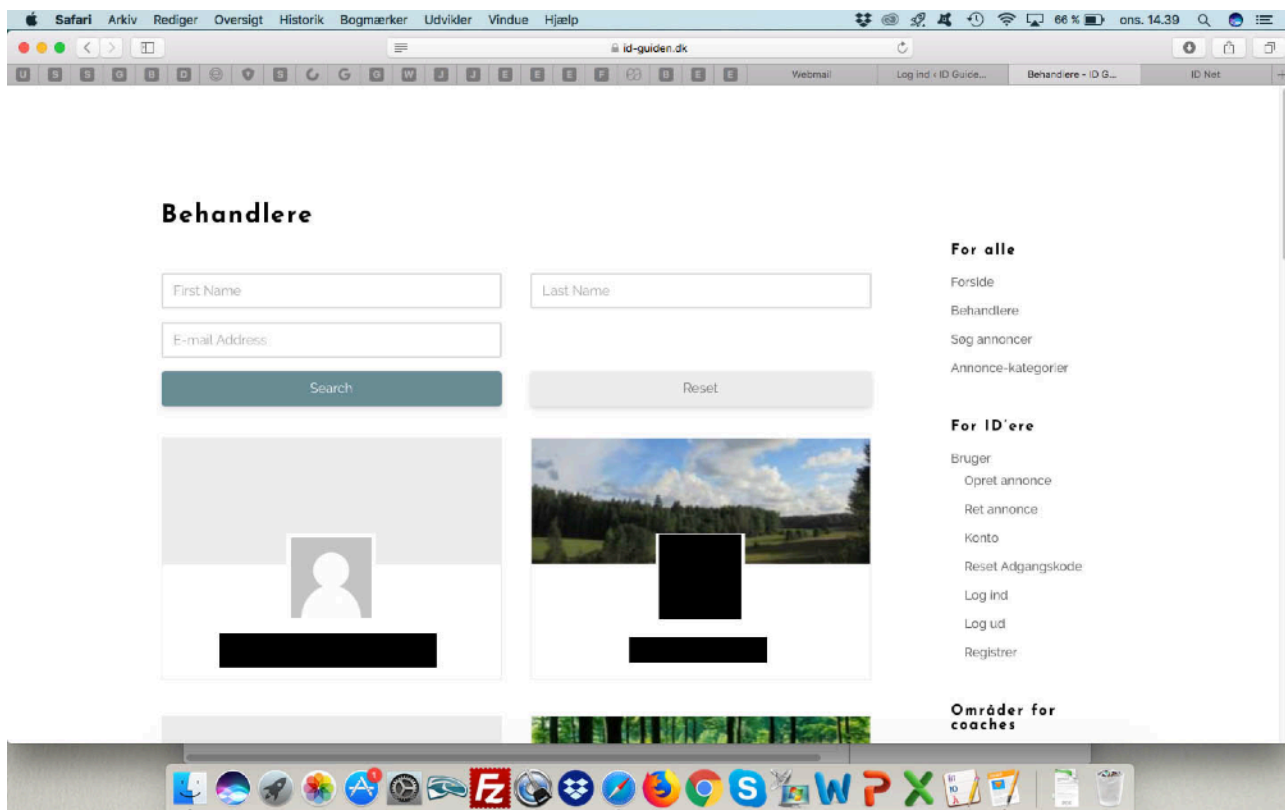 Safari Arkiv Rediger Oversigt Historik Bogmærker Udvikler Vindue Hjælp 66 % ons. 14.39
id-guiden.dk
U S S G B D S G G W J J E E E F B E E Webmail Log ind ‹ ID Guide... Behandlere - ID G... ID Net
Behandlere
First Name
Last Name
E-mail Address
Search
Reset
For alle
Forside
Behandlere
Søg annoncer
Annonce-kategorier
For ID'ere
Bruger
Opret annonce
Ret annonce
Konto
Reset Adgangskode
Log ind
Log ud
Registrer
Områder for
coaches
1